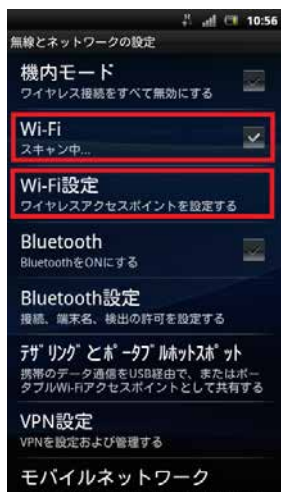 10:56
無線とネットワークの設定
機内モード
ワイヤレス接続をすべて無効にする
Wi-Fi
スキャン中...
Wi-Fi設定
ワイヤレスアクセスポイントを設定する
Bluetooth
BluetoothをONにする
Bluetooth設定
接続、端末名、検出の許可を設定する
ﾃｻﾞﾘﾝｸﾞとﾎﾟｰﾀﾌﾞﾙﾎｯﾄｽﾎﾟｯﾄ
携帯のデータ通信をUSB経由で、またはポー
タブルWi-Fiアクセスポイントとして共有する
VPN設定
VPNを設定および管理する
モバイルネットワーク